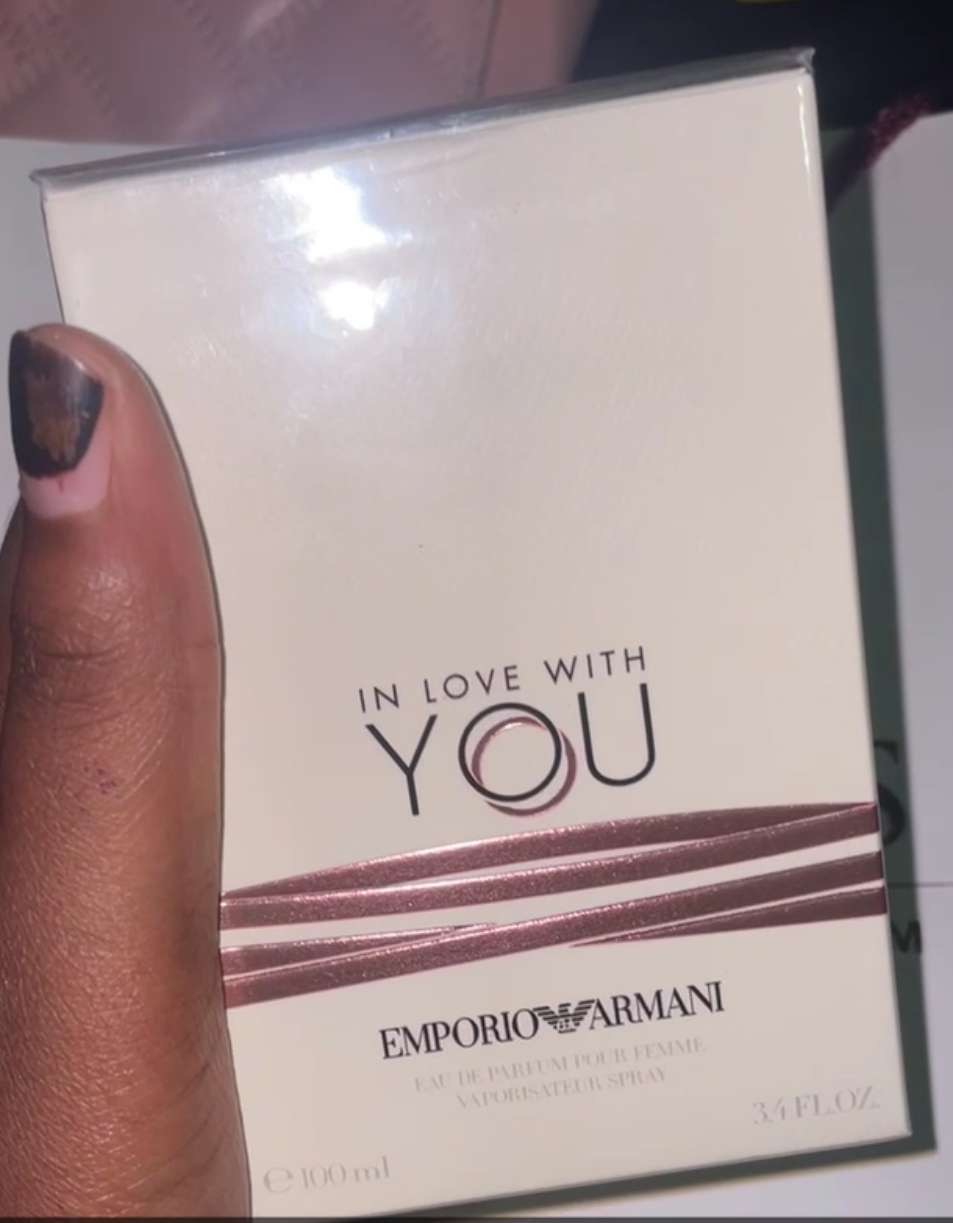 IN LOVE WITH
YOU
EMPORIO ARMANI
EAU DE PARFUM POUR FEMME
VAPORISATEUR SPRAY
3,4 FL.OZ.
℮ 100 ml
S
M